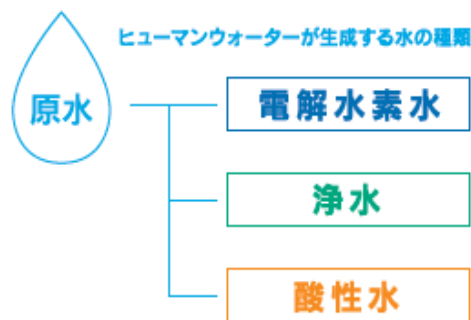 ヒューマンウォーターが生成する水の種類
原水
電解水素水
浄水
酸性水